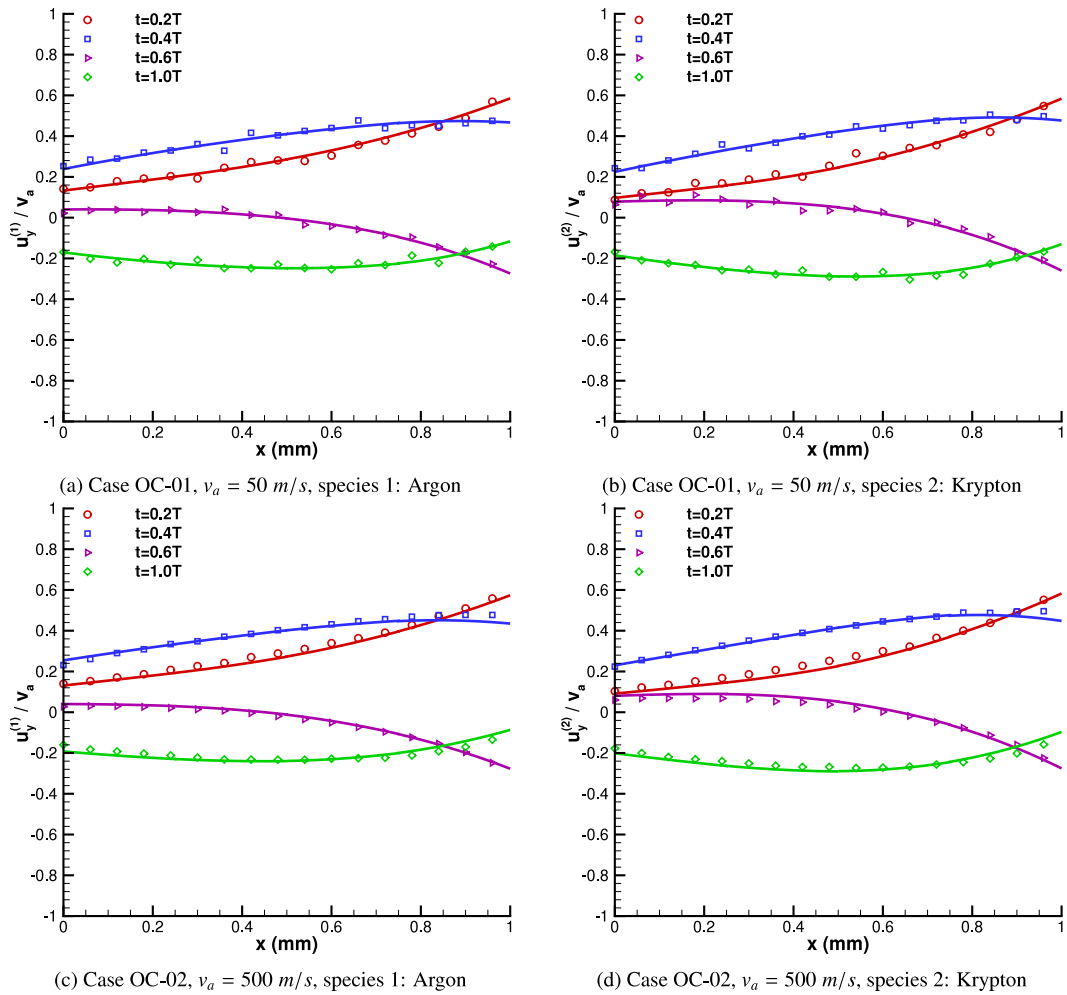 1
0.8
0.6
0.4
0.2
0
-0.2
-0.4
-0.6
-0.8
-1
u_y^(1) / v_a
t=0.2T
t=0.4T
t=0.6T
t=1.0T
0 0.2 0.4 0.6 0.8 1
x (mm)
(a) Case OC-01, v_a = 50 m/s, species 1: Argon
1
0.8
0.6
0.4
0.2
0
-0.2
-0.4
-0.6
-0.8
-1
u_y^(2) / v_a
t=0.2T
t=0.4T
t=0.6T
t=1.0T
0 0.2 0.4 0.6 0.8 1
x (mm)
(b) Case OC-01, v_a = 50 m/s, species 2: Krypton
1
0.8
0.6
0.4
0.2
0
-0.2
-0.4
-0.6
-0.8
-1
u_y^(1) / v_a
t=0.2T
t=0.4T
t=0.6T
t=1.0T
0 0.2 0.4 0.6 0.8 1
x (mm)
(c) Case OC-02, v_a = 500 m/s, species 1: Argon
1
0.8
0.6
0.4
0.2
0
-0.2
-0.4
-0.6
-0.8
-1
u_y^(2) / v_a
t=0.2T
t=0.4T
t=0.6T
t=1.0T
0 0.2 0.4 0.6 0.8 1
x (mm)
(d) Case OC-02, v_a = 500 m/s, species 2: Krypton